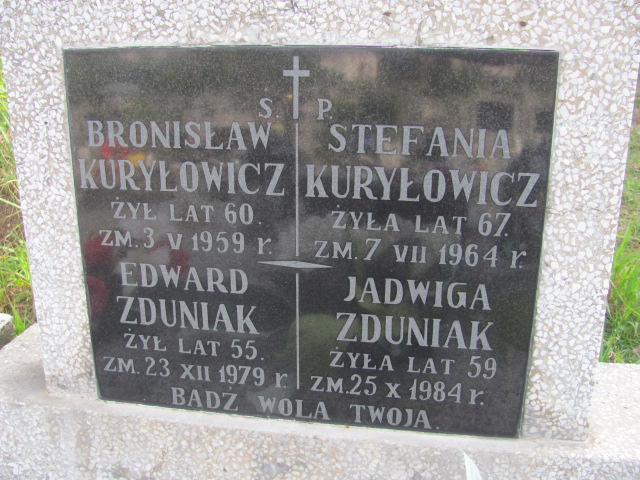 Ś. P.
BRONISŁAW
KURYŁOWICZ
ŻYŁ LAT 60.
ZM. 3 V 1959 r.
STEFANIA
KURYŁOWICZ
ŻYŁA LAT 67.
ZM. 7 VII 1964 r.
EDWARD
ZDUNIAK
ŻYŁ LAT 55.
ZM. 23 XII 1979 r.
JADWIGA
ZDUNIAK
ŻYŁA LAT 59
ZM. 25 X 1984 r.
BADZ WOLA TWOJA.